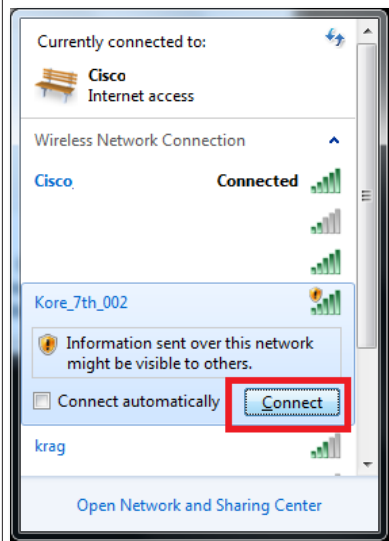 Currently connected to:
Cisco
Internet access
Wireless Network Connection
Cisco Connected
Kore_7th_002
Information sent over this network
might be visible to others.
Connect automatically Connect
krag
Open Network and Sharing Center